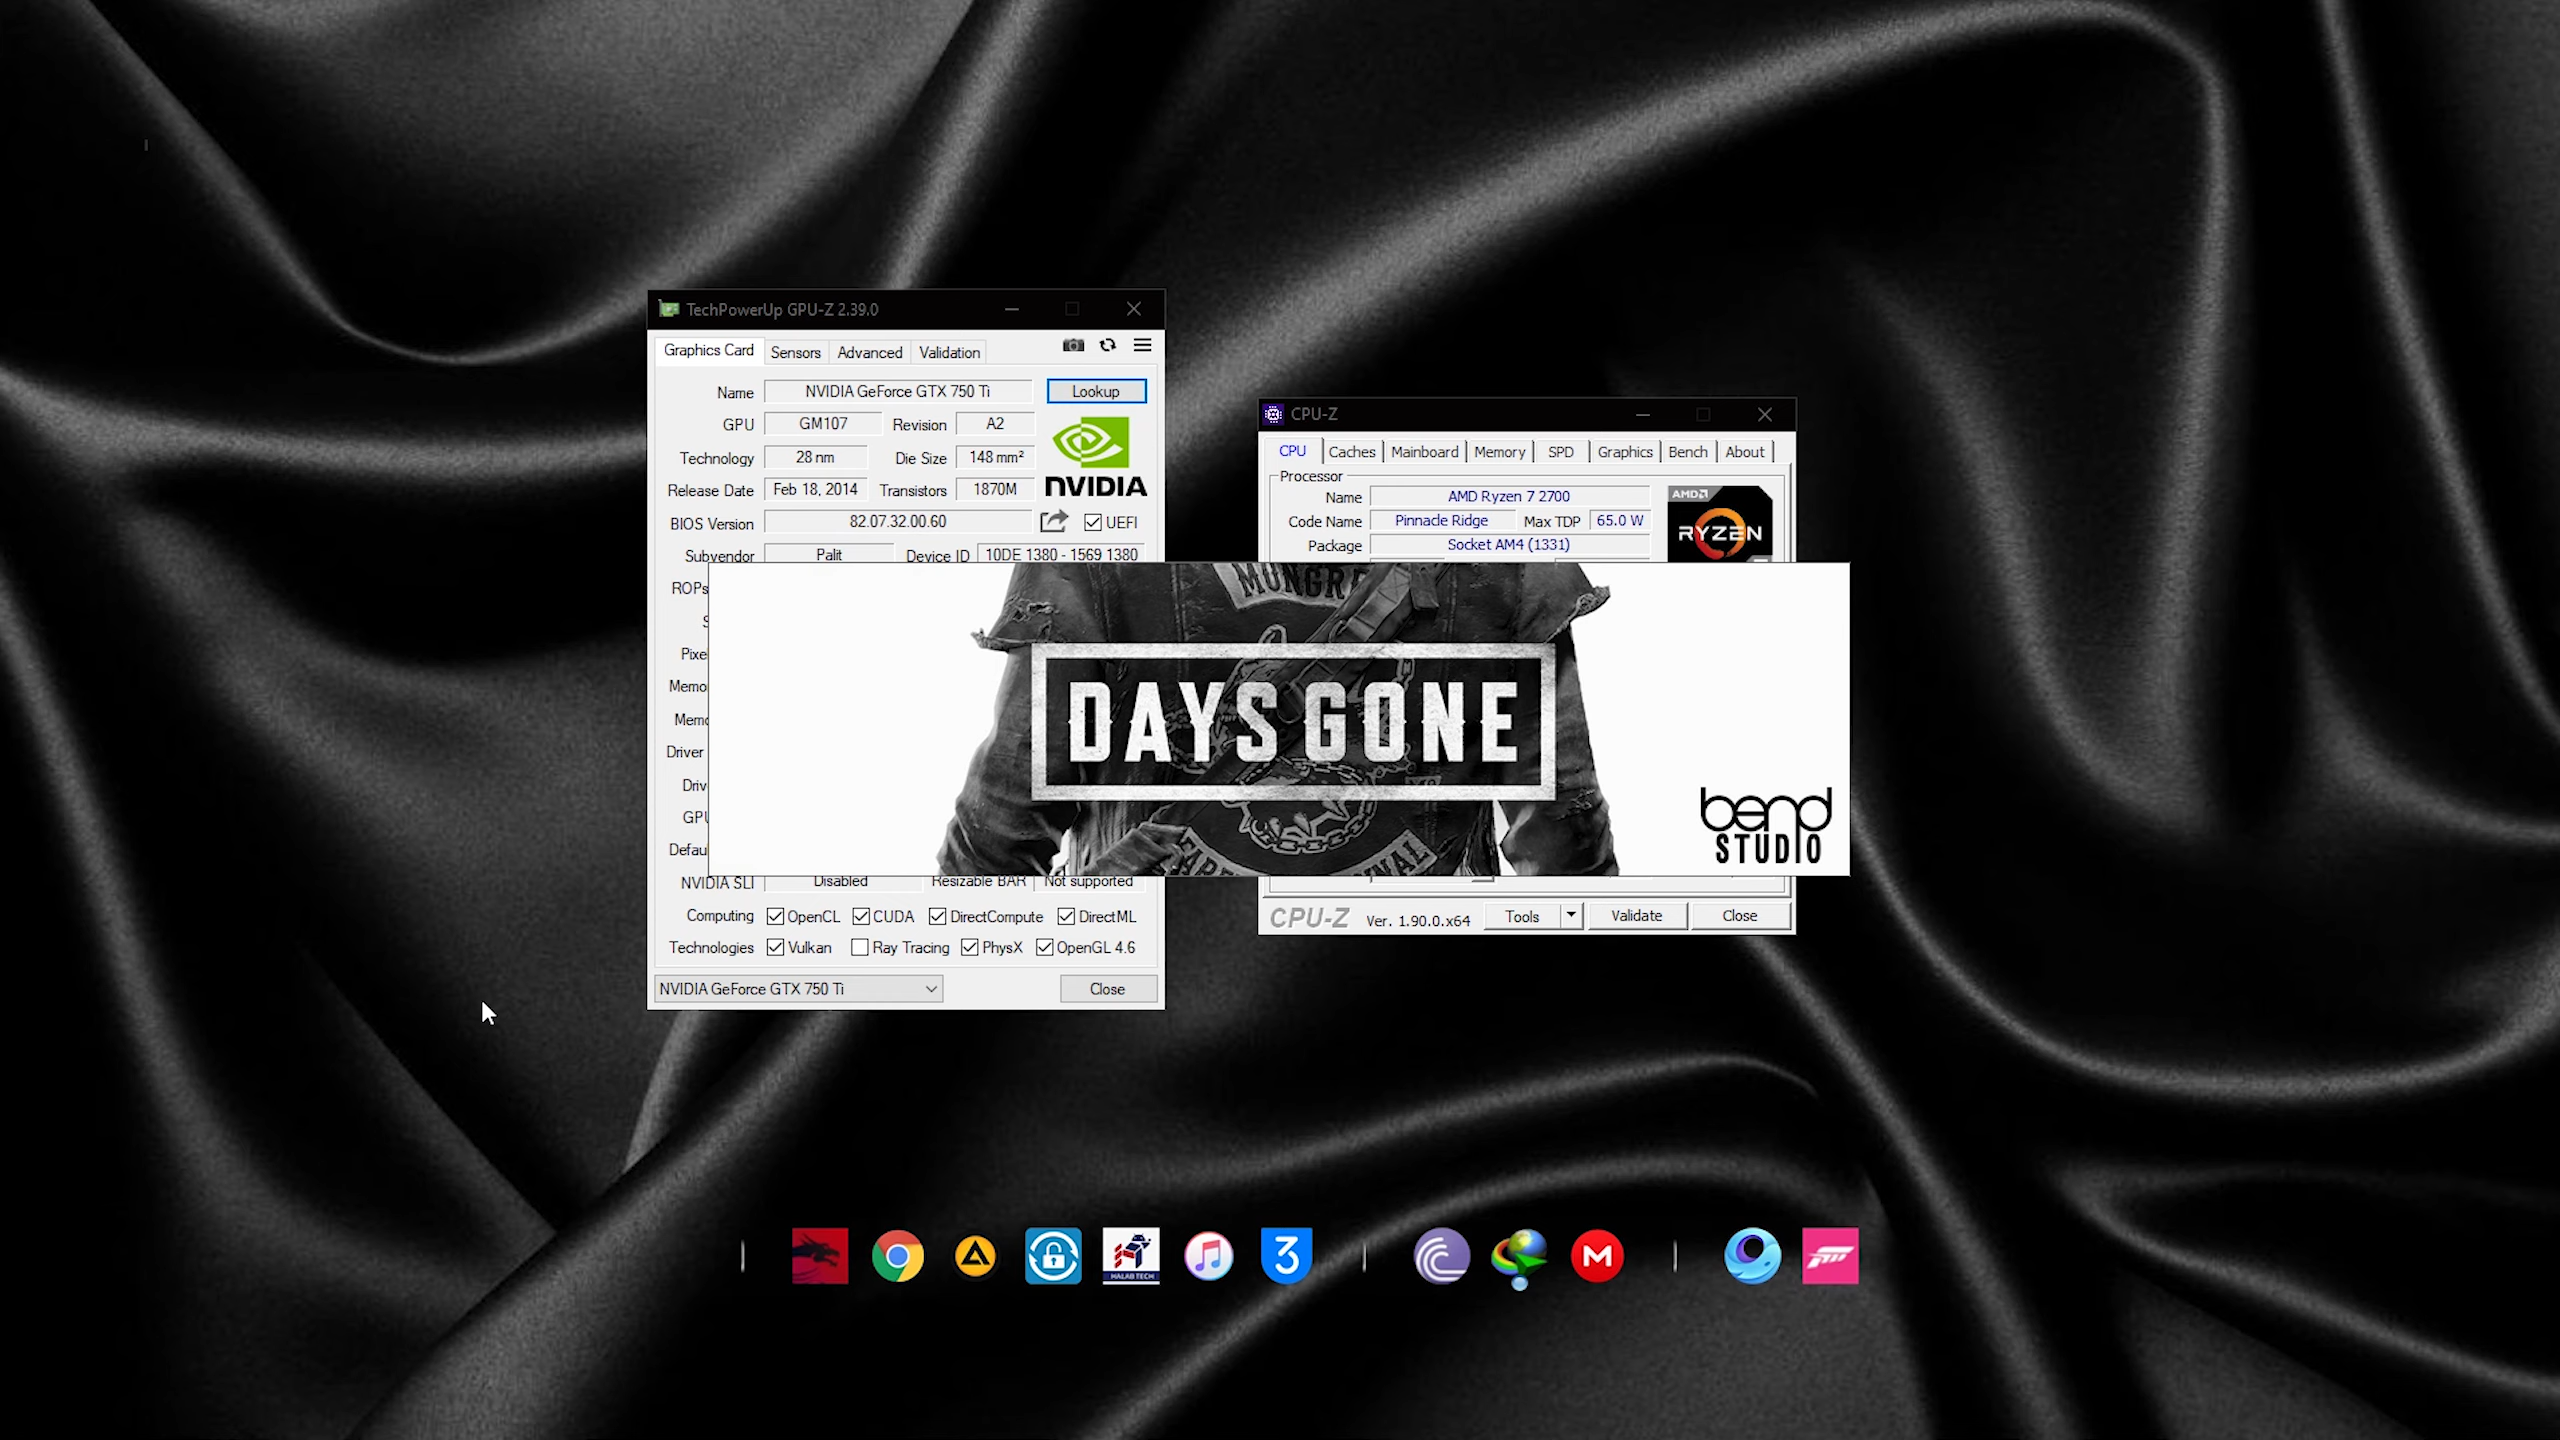 TechPowerUp GPU-Z 2.39.0
Graphics Card Sensors Advanced Validation
Name NVIDIA GeForce GTX 750 Ti Lookup
GPU GM107 Revision A2
Technology 28 nm Die Size 148 mm²
Release Date Feb 18, 2014 Transistors 1870M
NVIDIA
BIOS Version 82.07.32.00.60 UEFI
Subvendor Palit Device ID 10DE 1380 - 1569 1380
ROPs
Driver
NVIDIA SLI Disabled Resizable BAR Not supported
Computing OpenCL CUDA DirectCompute DirectML
Technologies Vulkan Ray Tracing PhysX OpenGL 4.6
NVIDIA GeForce GTX 750 Ti Close
CPU-Z
CPU Caches Mainboard Memory SPD Graphics Bench About
Processor
Name AMD Ryzen 7 2700
Code Name Pinnacle Ridge Max TDP 65.0 W
Package Socket AM4 (1331)
AMD
RYZEN
MONGR
DAYS GONE
bend
STUDIO
CPU-Z Ver. 1.90.0.x64 Tools Validate Close
HALAB TECH
3
M